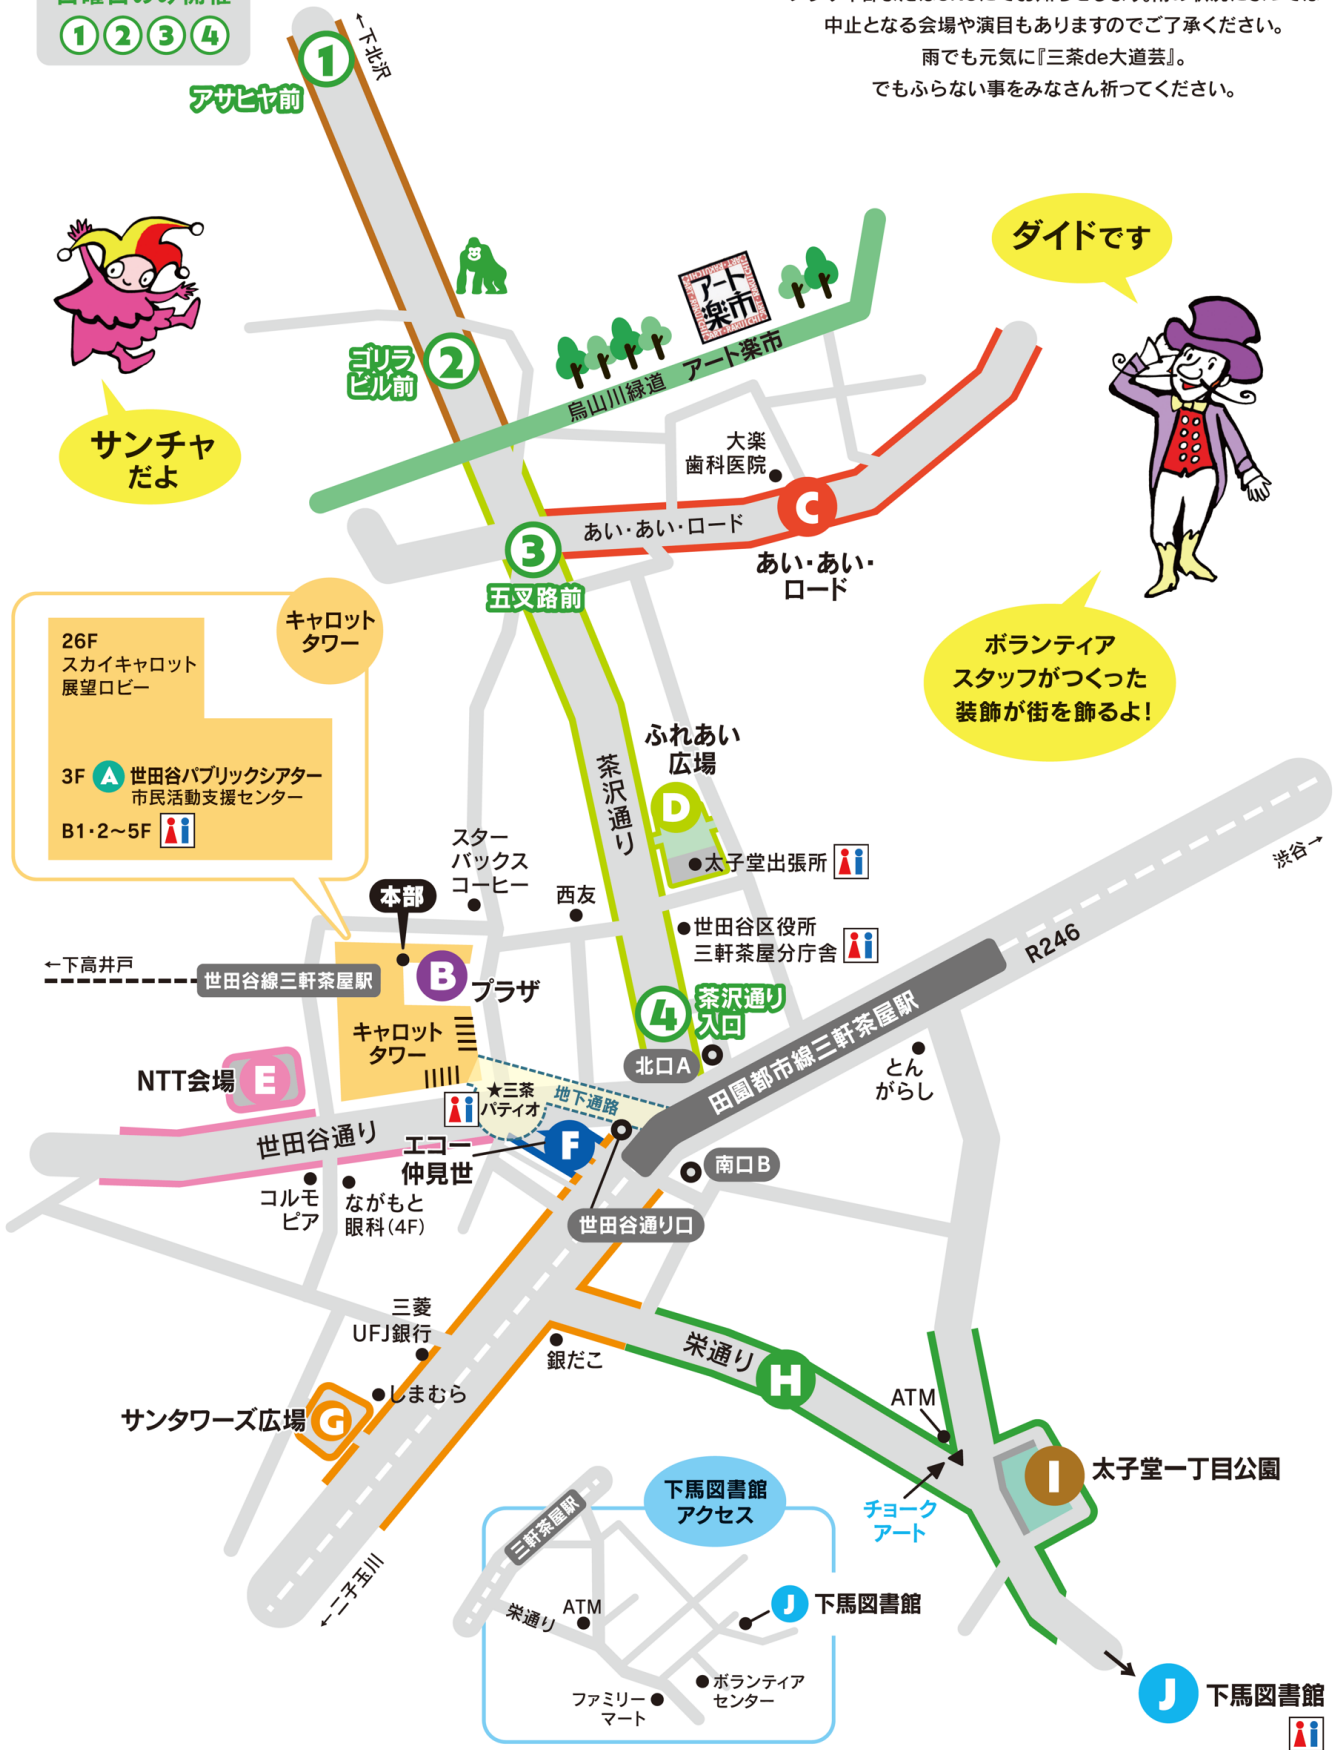 ①②③④
中止となる会場や演目もありますのでご了承ください。
雨でも元気に『三茶de大道芸』。
でもふらない事をみなさん祈ってください。
←下北沢
1
アサヒヤ前
サンチャ
だよ
ダイドです
アート
楽市
2
ゴリラ
ビル前
烏山川緑道 アート楽市
大楽
歯科医院
C
あい・あい・ロード
あい・あい・
ロード
3
五叉路前
ボランティア
スタッフがつくった
装飾が街を飾るよ！
キャロット
タワー
26F
スカイキャロット
展望ロビー
3F A 世田谷パブリックシアター
市民活動支援センター
B1・2〜5F
茶沢通り
ふれあい
広場
D
太子堂出張所
世田谷区役所
三軒茶屋分庁舎
スター
バックス
コーヒー
西友
本部
←下高井戸
世田谷線三軒茶屋駅
B プラザ
キャロット
タワー
4 茶沢通り
入口
北口A
渋谷→
R246
田園都市線三軒茶屋駅
とん
がらし
NTT会場 E
★三茶
パティオ
地下通路
世田谷通り
エコー
仲見世
F
南口B
世田谷通り口
コルモ
ピア
ながもと
眼科(4F)
三菱
UFJ銀行
しまむら
サンタワーズ広場 G
銀だこ
栄通り
H
ATM
チョーク
アート
I 太子堂一丁目公園
←二子玉川
下馬図書館
アクセス
三軒茶屋駅
栄通り
ATM
J 下馬図書館
ボランティア
センター
ファミリー
マート
J 下馬図書館